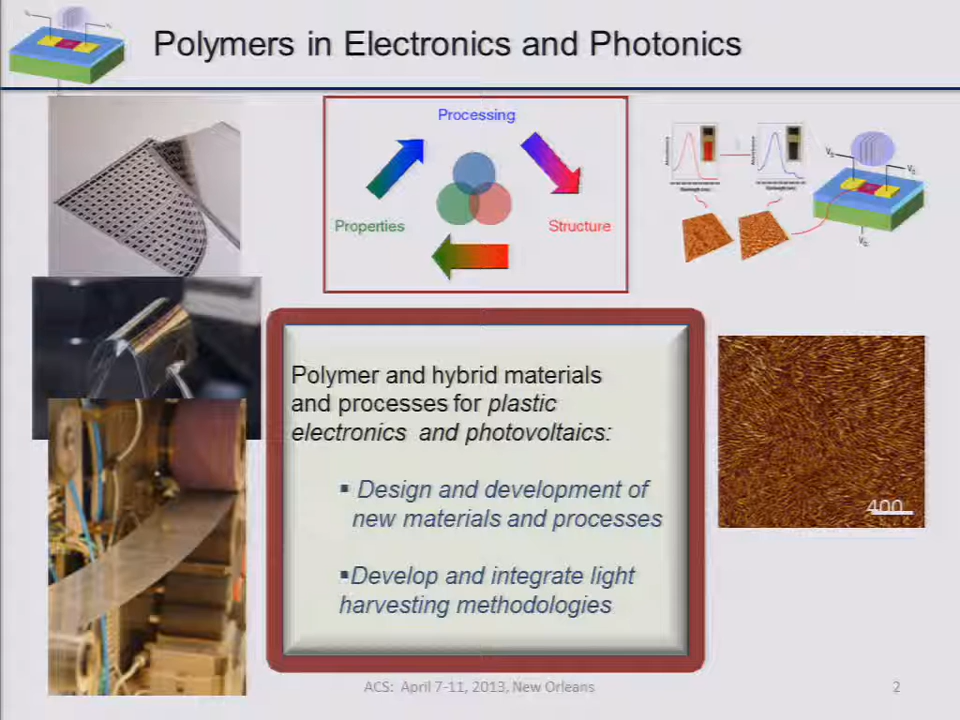 Polymers in Electronics and Photonics
Processing
Properties
Structure
Polymer and hybrid materials
and processes for plastic
electronics and photovoltaics:
▪ Design and development of
new materials and processes
▪Develop and integrate light
harvesting methodologies
400
ACS: April 7-11, 2013, New Orleans
2